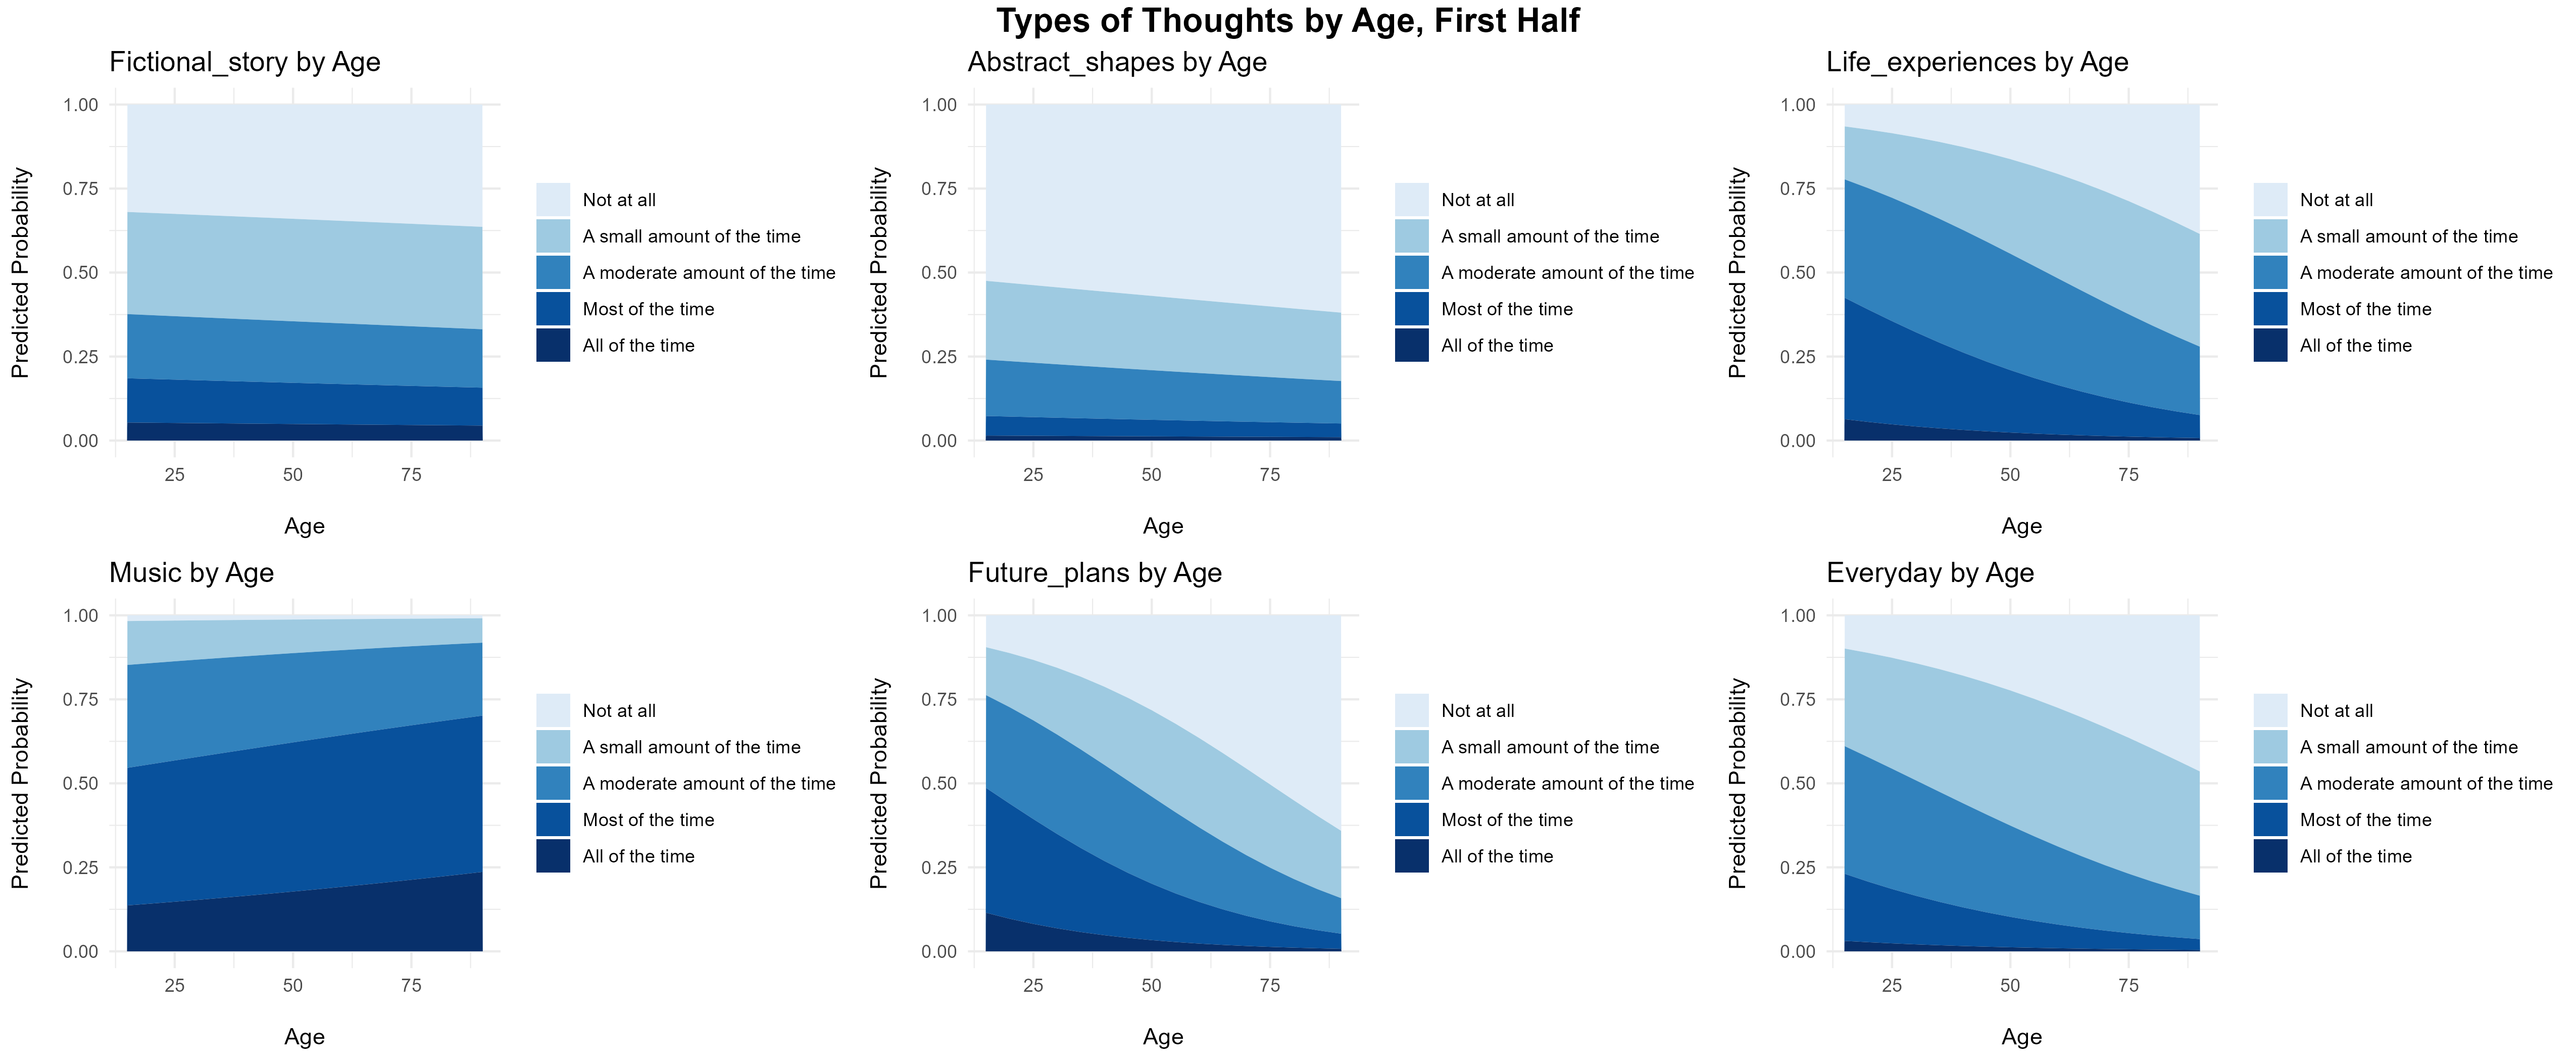 Types of Thoughts by Age, First Half
Fictional_story by Age
Predicted Probability
1.00
0.75
0.50
0.25
0.00
25 50 75
Age
Not at all
A small amount of the time
A moderate amount of the time
Most of the time
All of the time
Abstract_shapes by Age
Predicted Probability
1.00
0.75
0.50
0.25
0.00
25 50 75
Age
Not at all
A small amount of the time
A moderate amount of the time
Most of the time
All of the time
Life_experiences by Age
Predicted Probability
1.00
0.75
0.50
0.25
0.00
25 50 75
Age
Not at all
A small amount of the time
A moderate amount of the time
Most of the time
All of the time
Music by Age
Predicted Probability
1.00
0.75
0.50
0.25
0.00
25 50 75
Age
Not at all
A small amount of the time
A moderate amount of the time
Most of the time
All of the time
Future_plans by Age
Predicted Probability
1.00
0.75
0.50
0.25
0.00
25 50 75
Age
Not at all
A small amount of the time
A moderate amount of the time
Most of the time
All of the time
Everyday by Age
Predicted Probability
1.00
0.75
0.50
0.25
0.00
25 50 75
Age
Not at all
A small amount of the time
A moderate amount of the time
Most of the time
All of the time